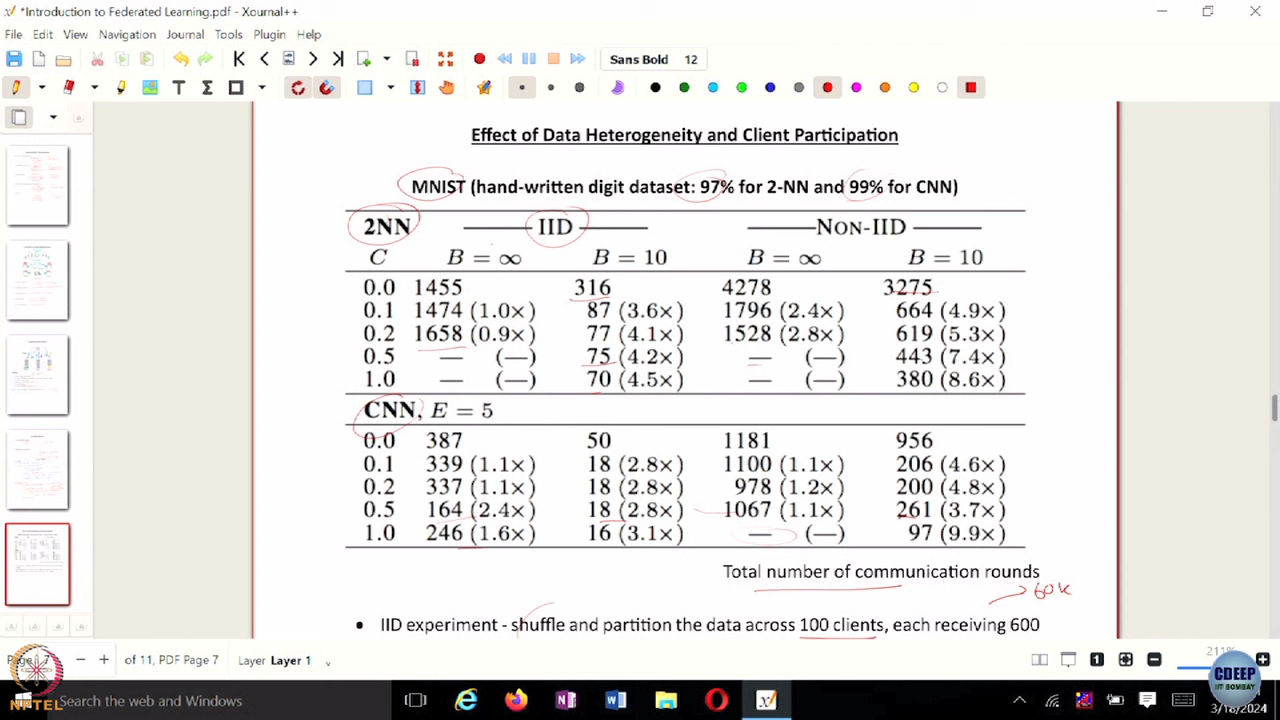 *Introduction to Federated Learning.pdf - Xournal++
File Edit View Navigation Journal Tools Plugin Help
Sans Bold 12
Effect of Data Heterogeneity and Client Participation
MNIST (hand-written digit dataset: 97% for 2-NN and 99% for CNN)
2NN IID NON-IID
C B = ∞ B = 10 B = ∞ B = 10
0.0 1455 316 4278 3275
0.1 1474 (1.0×) 87 (3.6×) 1796 (2.4×) 664 (4.9×)
0.2 1658 (0.9×) 77 (4.1×) 1528 (2.8×) 619 (5.3×)
0.5 — (—) 75 (4.2×) — (—) 443 (7.4×)
1.0 — (—) 70 (4.5×) — (—) 380 (8.6×)
CNN, E = 5
0.0 387 50 1181 956
0.1 339 (1.1×) 18 (2.8×) 1100 (1.1×) 206 (4.6×)
0.2 337 (1.1×) 18 (2.8×) 978 (1.2×) 200 (4.8×)
0.5 164 (2.4×) 18 (2.8×) 1067 (1.1×) 261 (3.7×)
1.0 246 (1.6×) 16 (3.1×) — (—) 97 (9.9×)
Total number of communication rounds
60k
• IID experiment - shuffle and partition the data across 100 clients, each receiving 600
7 of 11, PDF Page 7 Layer Layer 1 211%
Search the web and Windows
NPTEL
CDEEP
IIT BOMBAY
3/18/2024